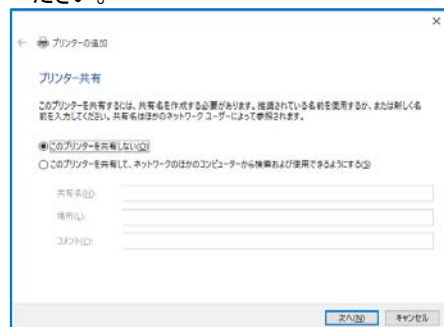 ださい。
プリンターの追加
プリンター共有
このプリンターを共有するには、共有名を作成する必要があります。推奨されている名前を使用するか、または新しく名
前を入力してください。共有名はほかのネットワーク ユーザーによって参照されます。
このプリンターを共有しない(O)
このプリンターを共有して、ネットワークのほかのコンピューターから検索および使用できるようにする(S)
共有名(H):
場所(L):
コメント(C):
次へ(N) キャンセル